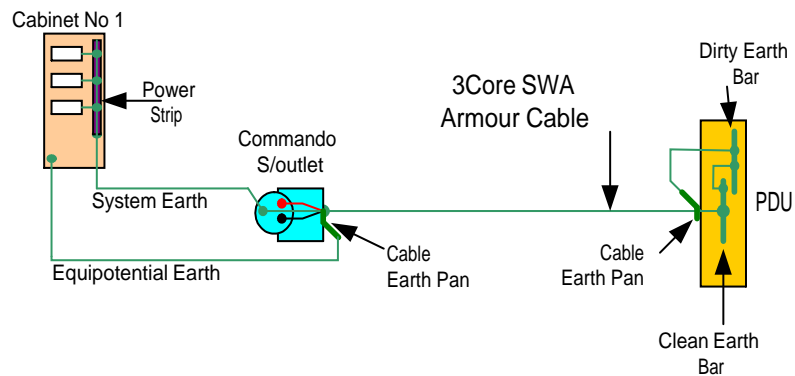 Cabinet No 1
Power
Strip
Commando
S/outlet
System Earth
Equipotential Earth
Cable
Earth Pan
3Core SWA
Armour Cable
Dirty Earth
Bar
PDU
Cable
Earth Pan
Clean Earth
Bar